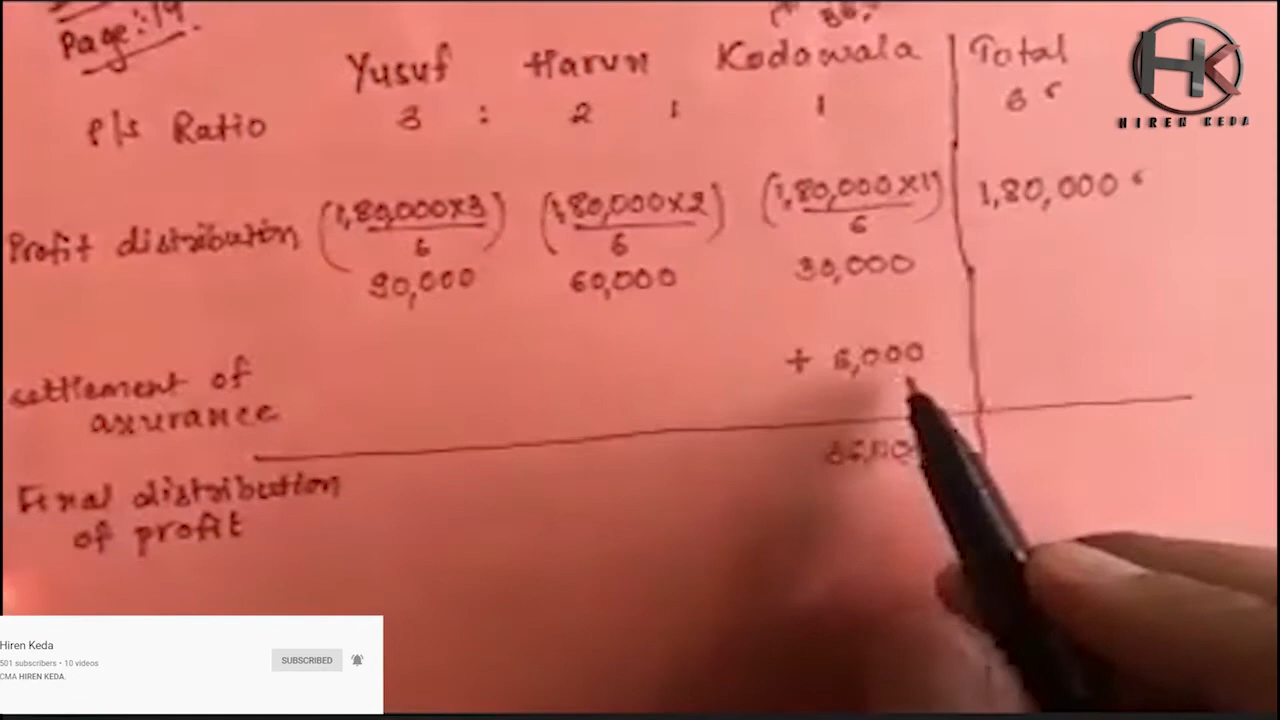 Page:14.
Yusuf Harun Kodawala Total
P/s Ratio 3 : 2 : 1 6
Profit distribution (1,80,000×3/6) (1,80,000×2/6) (1,80,000×1/6) 1,80,000
90,000 60,000 30,000
settlement of assurance + 6,000
Final distribution of profit
HK
HIREN KEDA
Hiren Keda
501 subscribers • 10 videos
CMA HIREN KEDA.
SUBSCRIBED